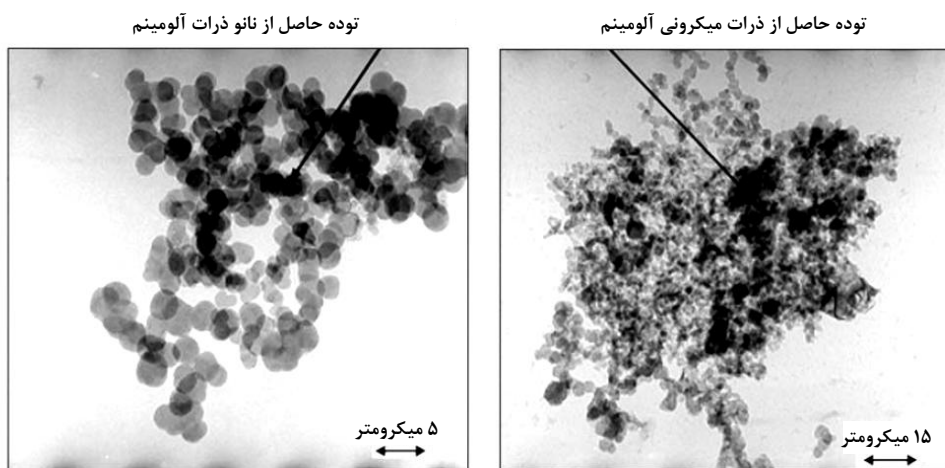 توده حاصل از ذرات میکرونی آلومینم
توده حاصل از نانو ذرات آلومینم
۱۵ میکرومتر
۵ میکرومتر